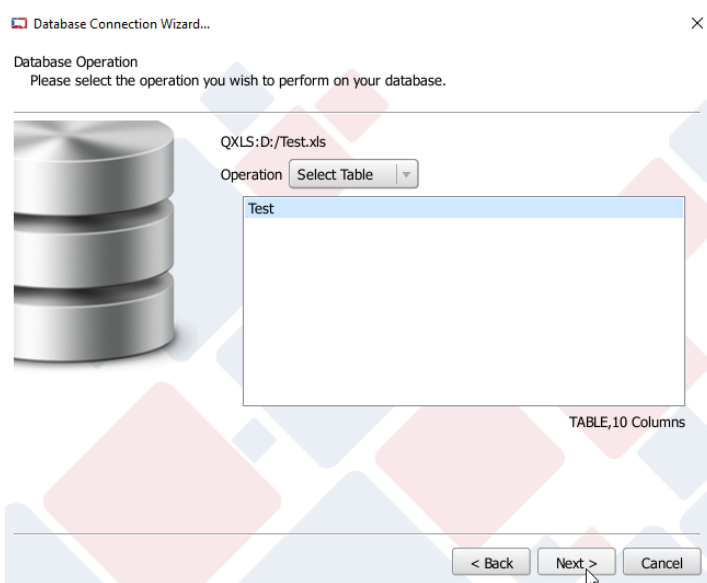 Database Connection Wizard...
Database Operation
Please select the operation you wish to perform on your database.
QXLS:D:/Test.xls
Operation Select Table
Test
TABLE,10 Columns
< Back Next > Cancel